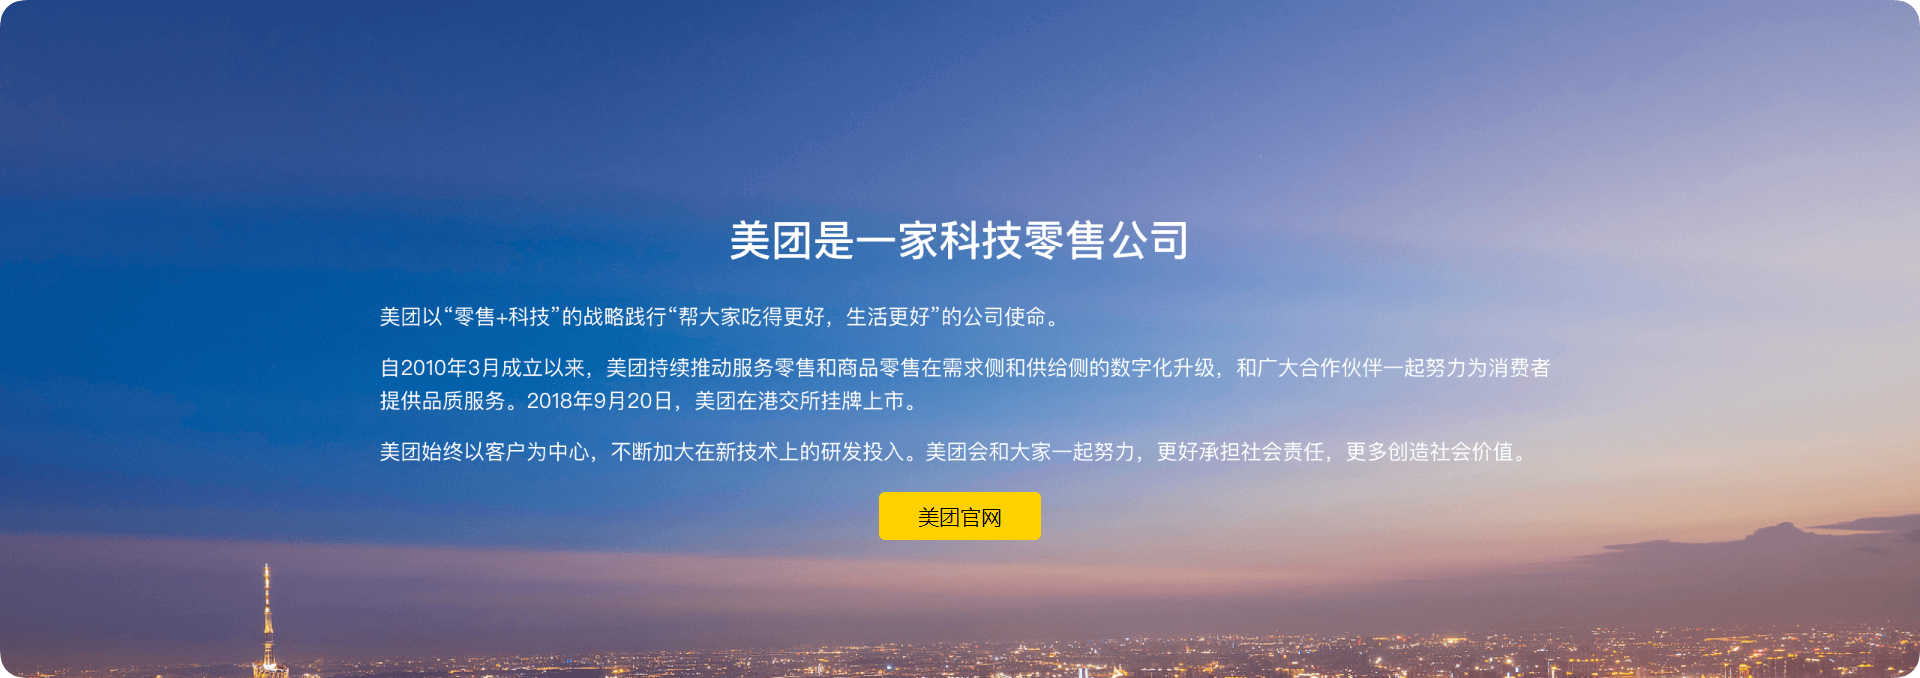 美团是一家科技零售公司
美团以“零售+科技”的战略践行“帮大家吃得更好，生活更好”的公司使命。
自2010年3月成立以来，美团持续推动服务零售和商品零售在需求侧和供给侧的数字化升级，和广大合作伙伴一起努力为消费者
提供品质服务。2018年9月20日，美团在港交所挂牌上市。
美团始终以客户为中心，不断加大在新技术上的研发投入。美团会和大家一起努力，更好承担社会责任，更多创造社会价值。
美团官网